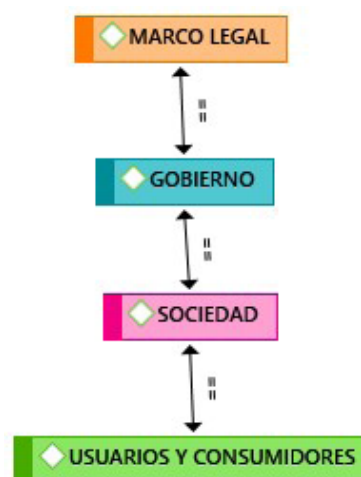 MARCO LEGAL
==
GOBIERNO
==
SOCIEDAD
==
USUARIOS Y CONSUMIDORES